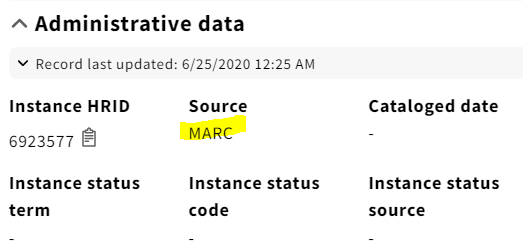 Administrative data
Record last updated: 6/25/2020 12:25 AM
Instance HRID Source Cataloged date
6923577 MARC -
Instance status term Instance status code Instance status source
- - -